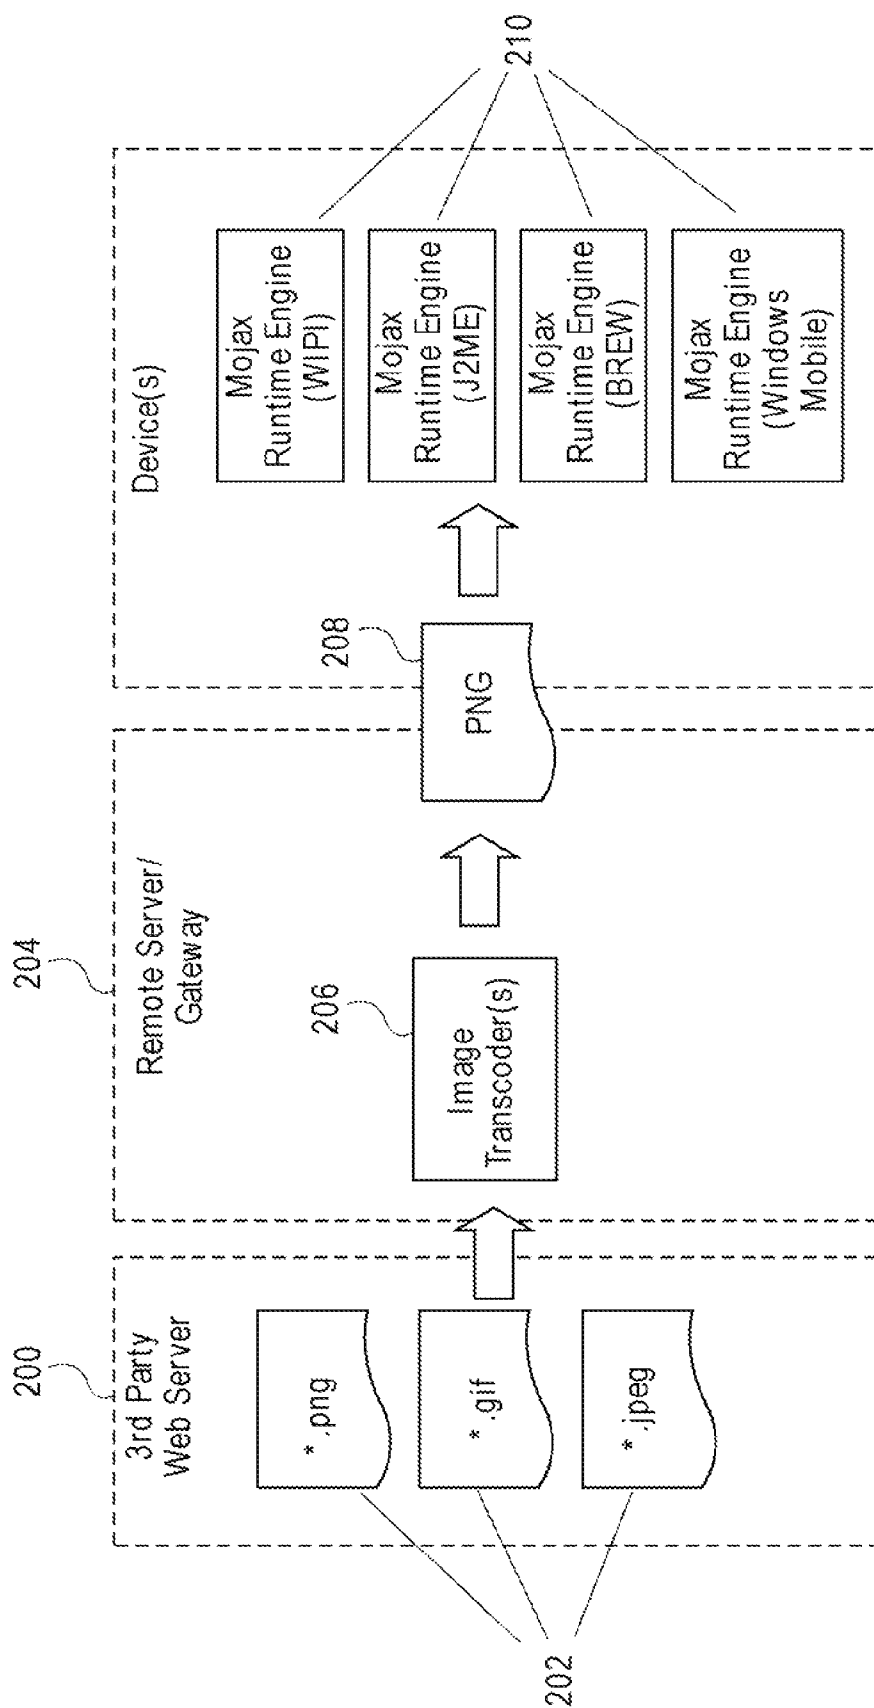 200
3rd Party
Web Server
*.png
*.gif
*.jpeg
202
204
Remote Server/
Gateway
206
Image
Transcoder(s)
208
PNG
Device(s)
Mojax
Runtime Engine
(WIPI)
Mojax
Runtime Engine
(J2ME)
Mojax
Runtime Engine
(BREW)
Mojax
Runtime Engine
(Windows
Mobile)
210